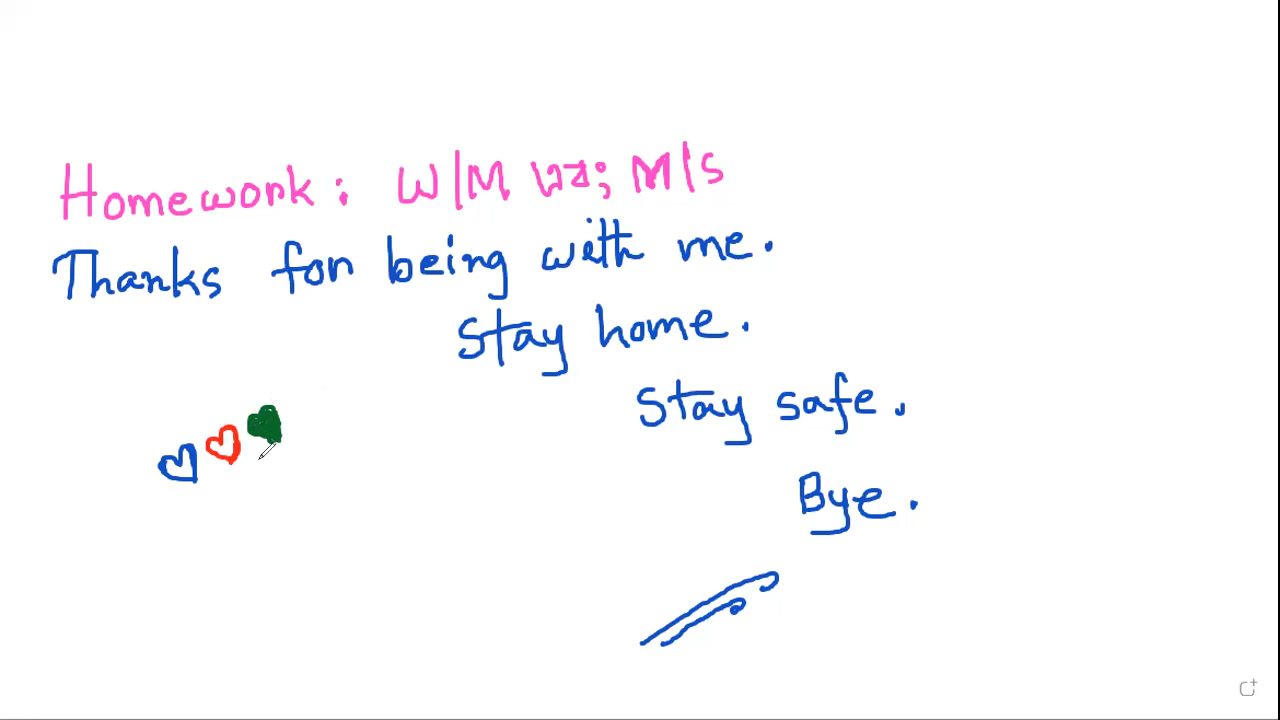 Homework: W/M ; M/S
Thanks for being with me.
Stay home.
Stay safe.
Bye.